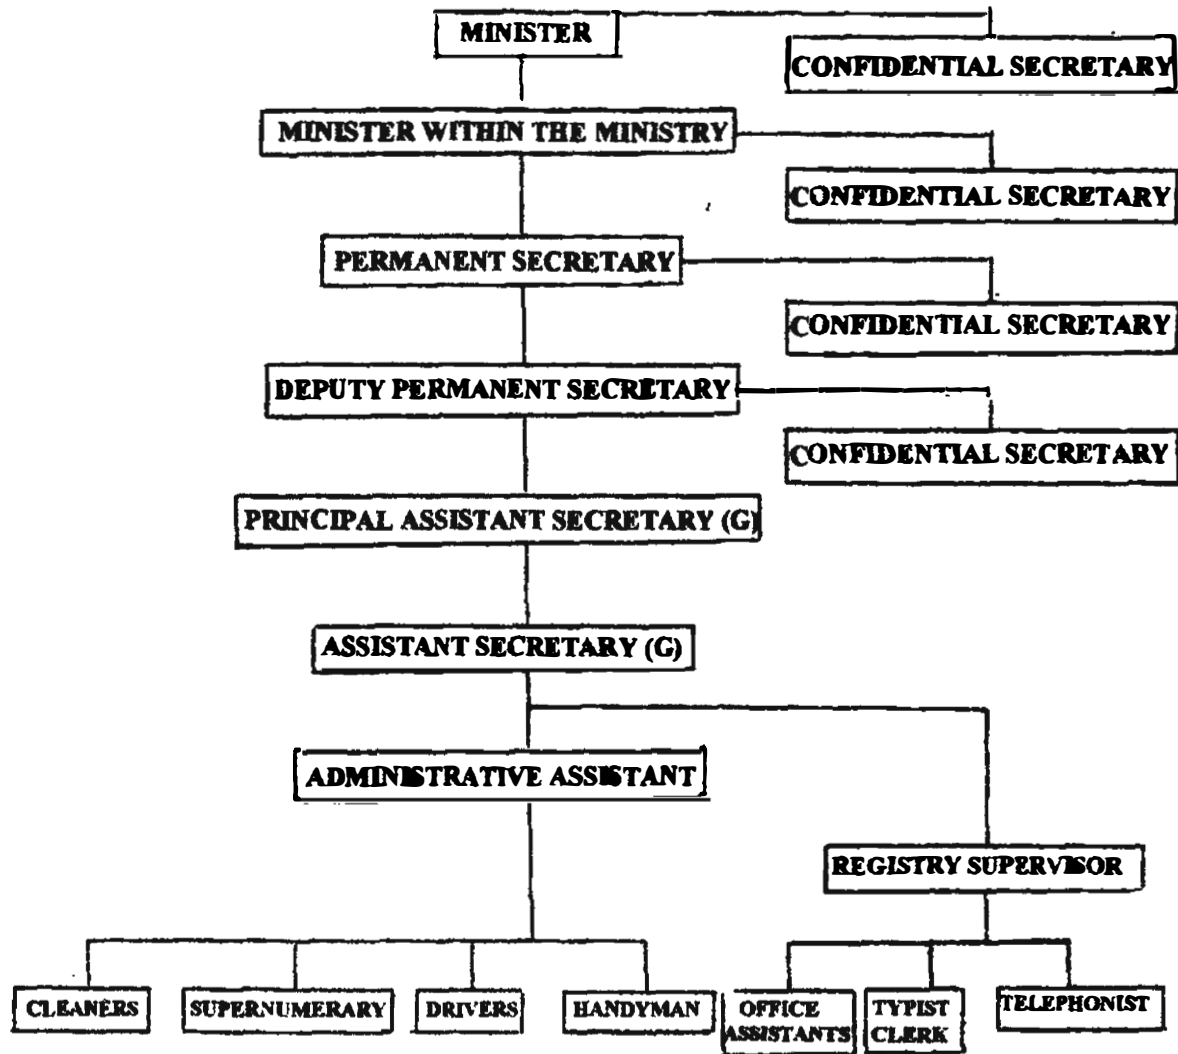 MINISTER
CONFIDENTIAL SECRETARY
MINISTER WITHIN THE MINISTRY
CONFIDENTIAL SECRETARY
PERMANENT SECRETARY
CONFIDENTIAL SECRETARY
DEPUTY PERMANENT SECRETARY
CONFIDENTIAL SECRETARY
PRINCIPAL ASSISTANT SECRETARY (G)
ASSISTANT SECRETARY (G)
ADMINISTRATIVE ASSISTANT
REGISTRY SUPERVISOR
CLEANERS
SUPERNUMERARY
DRIVERS
HANDYMAN
OFFICE
ASSISTANTS
TYPIST
CLERK
TELEPHONIST